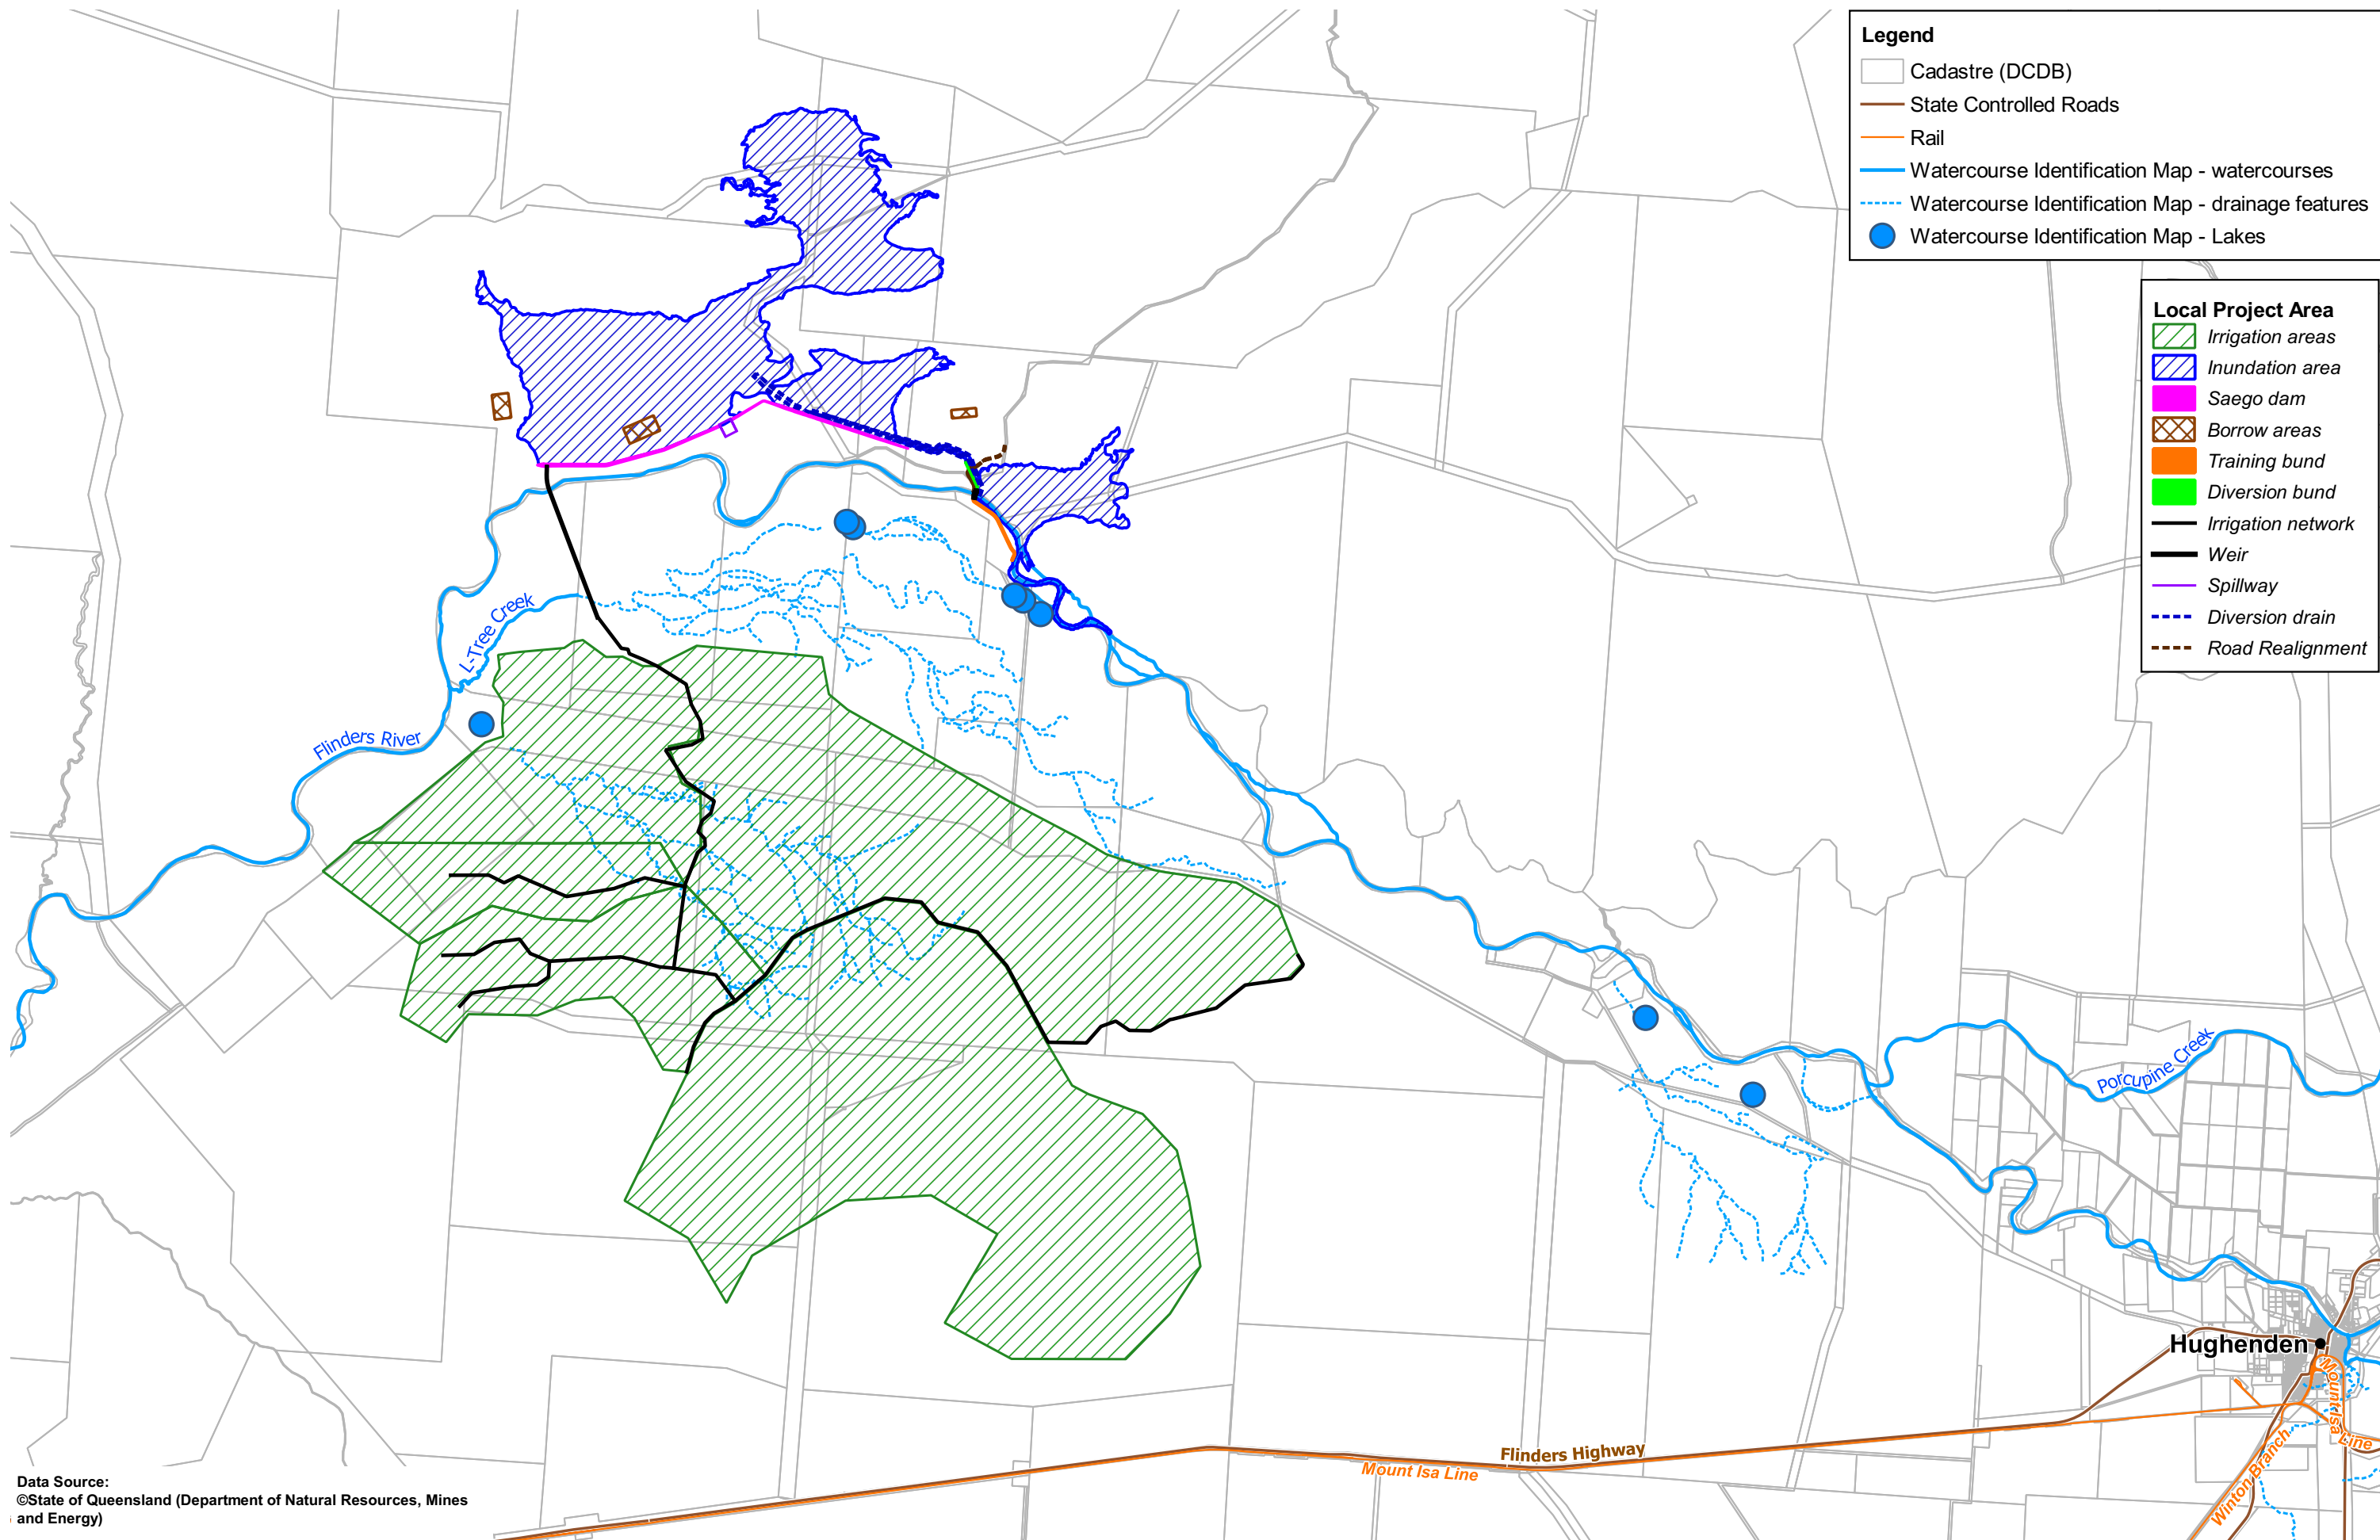 Legend
Cadastre (DCDB)
State Controlled Roads
Rail
Watercourse Identification Map - watercourses
Watercourse Identification Map - drainage features
Watercourse Identification Map - Lakes
Local Project Area
Irrigation areas
Inundation area
Saego dam
Borrow areas
Training bund
Diversion bund
Irrigation network
Weir
Spillway
Diversion drain
Road Realignment
L-Tree Creek
Flinders River
Porcupine Creek
Hughenden
Mount Isa
Line
Winton Branch
Flinders Highway
Mount Isa Line
Data Source:
©State of Queensland (Department of Natural Resources, Mines
and Energy)